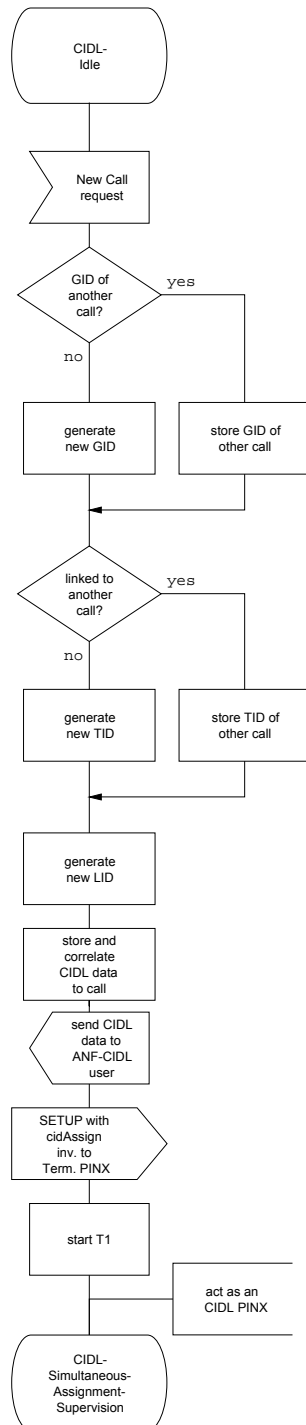 CIDL-
Idle
New Call
request
GID of
another
call?
yes
no
generate
new GID
store GID of
other call
linked to
another
call?
yes
no
generate
new TID
store TID of
other call
generate
new LID
store and
correlate
CIDL data
to call
send CIDL
data to
ANF-CIDL
user
SETUP with
cidAssign
inv. to
Term. PINX
start T1
act as an
CIDL PINX
CIDL-
Simultaneous-
Assignment-
Supervision